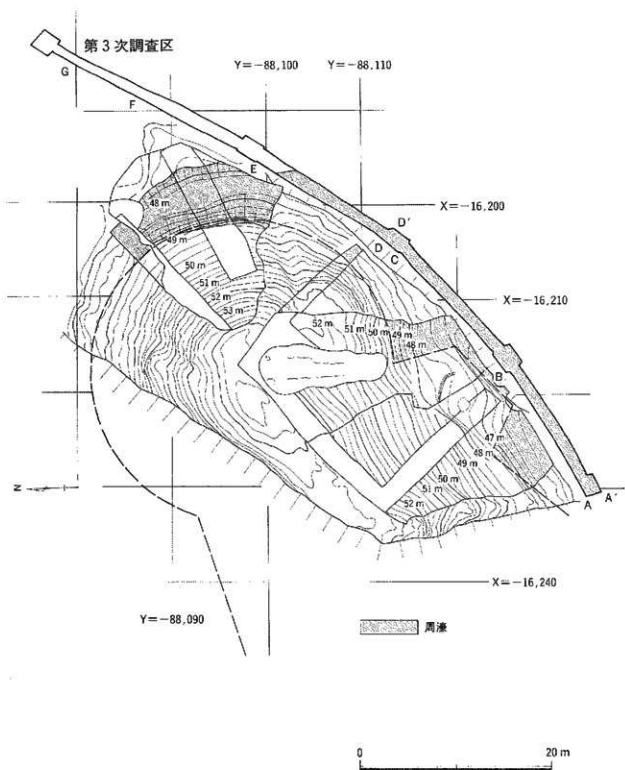 第3次調査区
G
Y=−88,100
Y=−88,110
F
E
X=−16,200
48 m
D′
49 m
D
C
50 m
51 m
X=−16,210
52 m
53 m
52 m
51 m
50 m
49 m
48 m
B
47 m
48 m
49 m
50 m
51 m
52 m
N
A
A′
X=−16,240
Y=−88,090
周濠
0
20 m